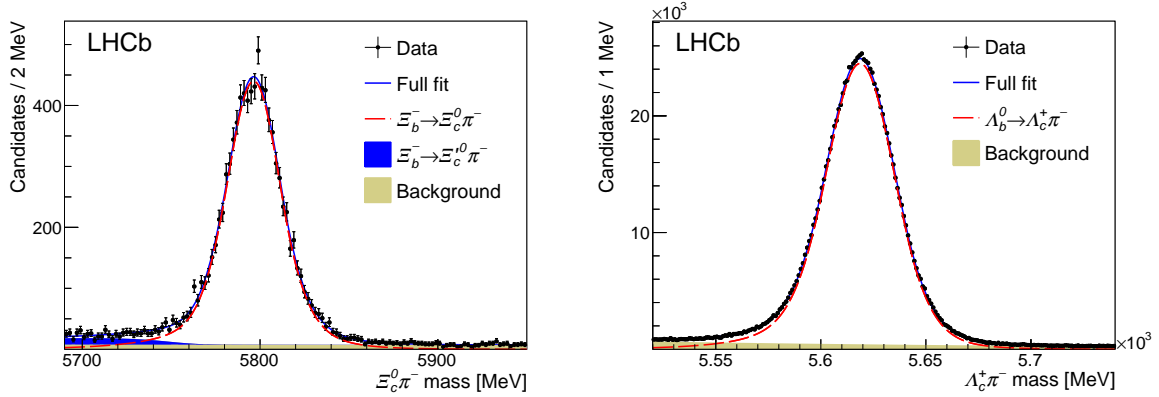 LHCb
Data
Full fit
Ξb⁻→Ξc⁰π⁻
Ξb⁻→Ξc′⁰π⁻
Background
Candidates / 2 MeV
400
200
5700 5800 5900
Ξc⁰π⁻ mass [MeV]
×10³
LHCb
Data
Full fit
Λb⁰→Λc⁺π⁻
Background
Candidates / 1 MeV
20
10
5.55 5.6 5.65 5.7 ×10³
Λc⁺π⁻ mass [MeV]